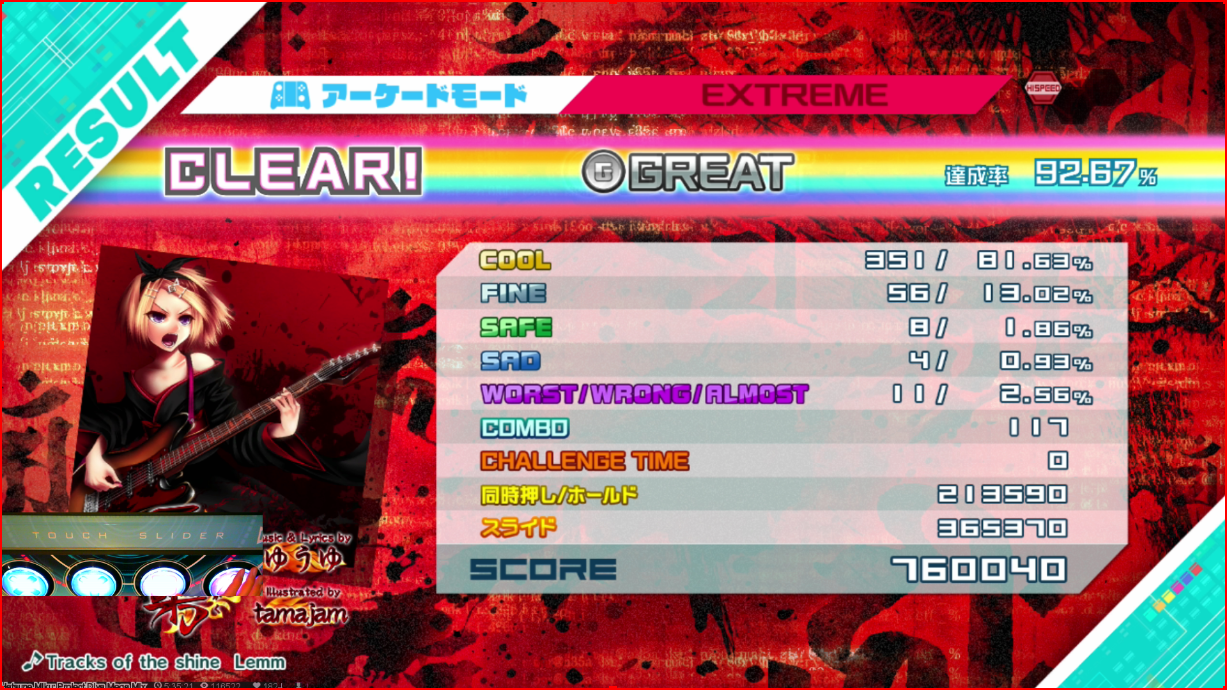 RESULT
アーケードモード
EXTREME
HISPEED
CLEAR!
G GREAT
達成率 92.67%
COOL 351/ 81.63%
FINE 56/ 13.02%
SAFE 8/ 1.86%
SAD 4/ 0.93%
WORST/WRONG/ALMOST 11/ 2.56%
COMBO 117
CHALLENGE TIME 0
同時押し/ホールド 213590
スライド 365370
SCORE 760040
TOUCH SLIDER
Music & Lyrics by
ゆうゆ
Illustrated by
tamajam
Tracks of the shine Lemm